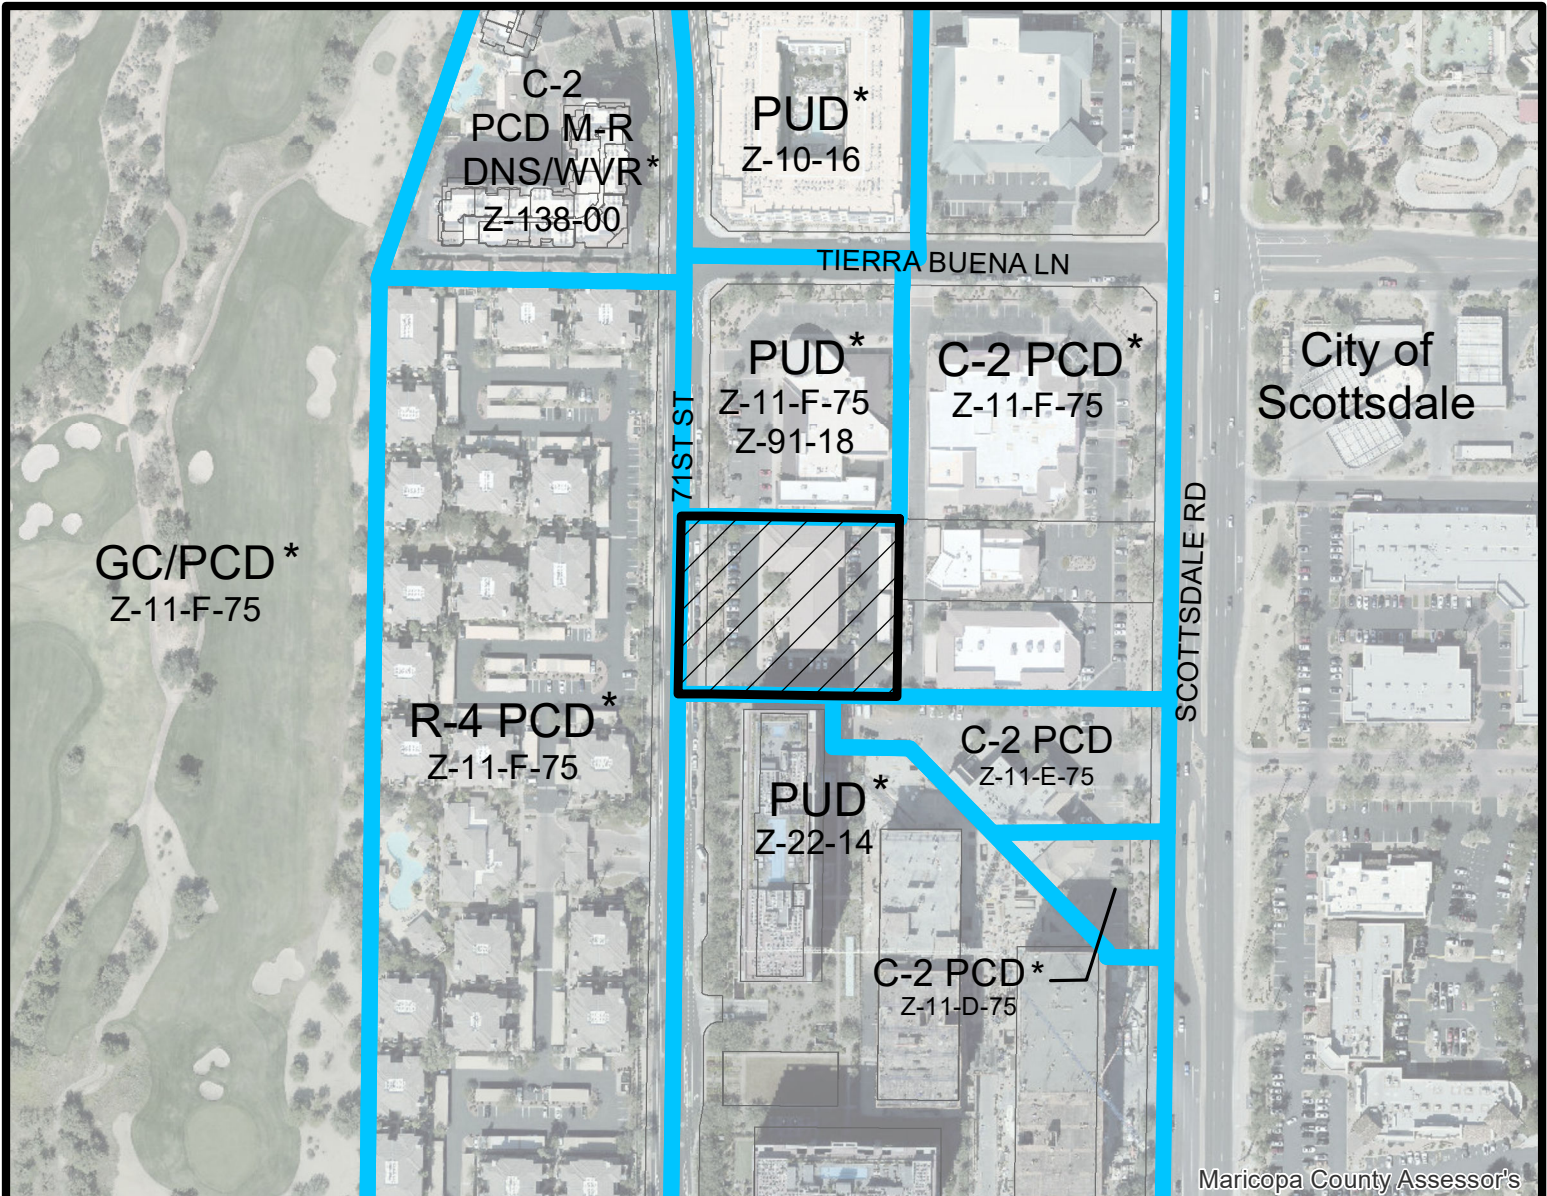 C-2
PCD M-R
DNS/WVR*
Z-138-00
PUD*
Z-10-16
TIERRA BUENA LN
PUD*
Z-11-F-75
Z-91-18
C-2 PCD*
Z-11-F-75
City of
Scottsdale
71ST ST
SCOTTSDALE RD
GC/PCD*
Z-11-F-75
R-4 PCD*
Z-11-F-75
C-2 PCD
Z-11-E-75
PUD*
Z-22-14
C-2 PCD*
Z-11-D-75
Maricopa County Assessor's